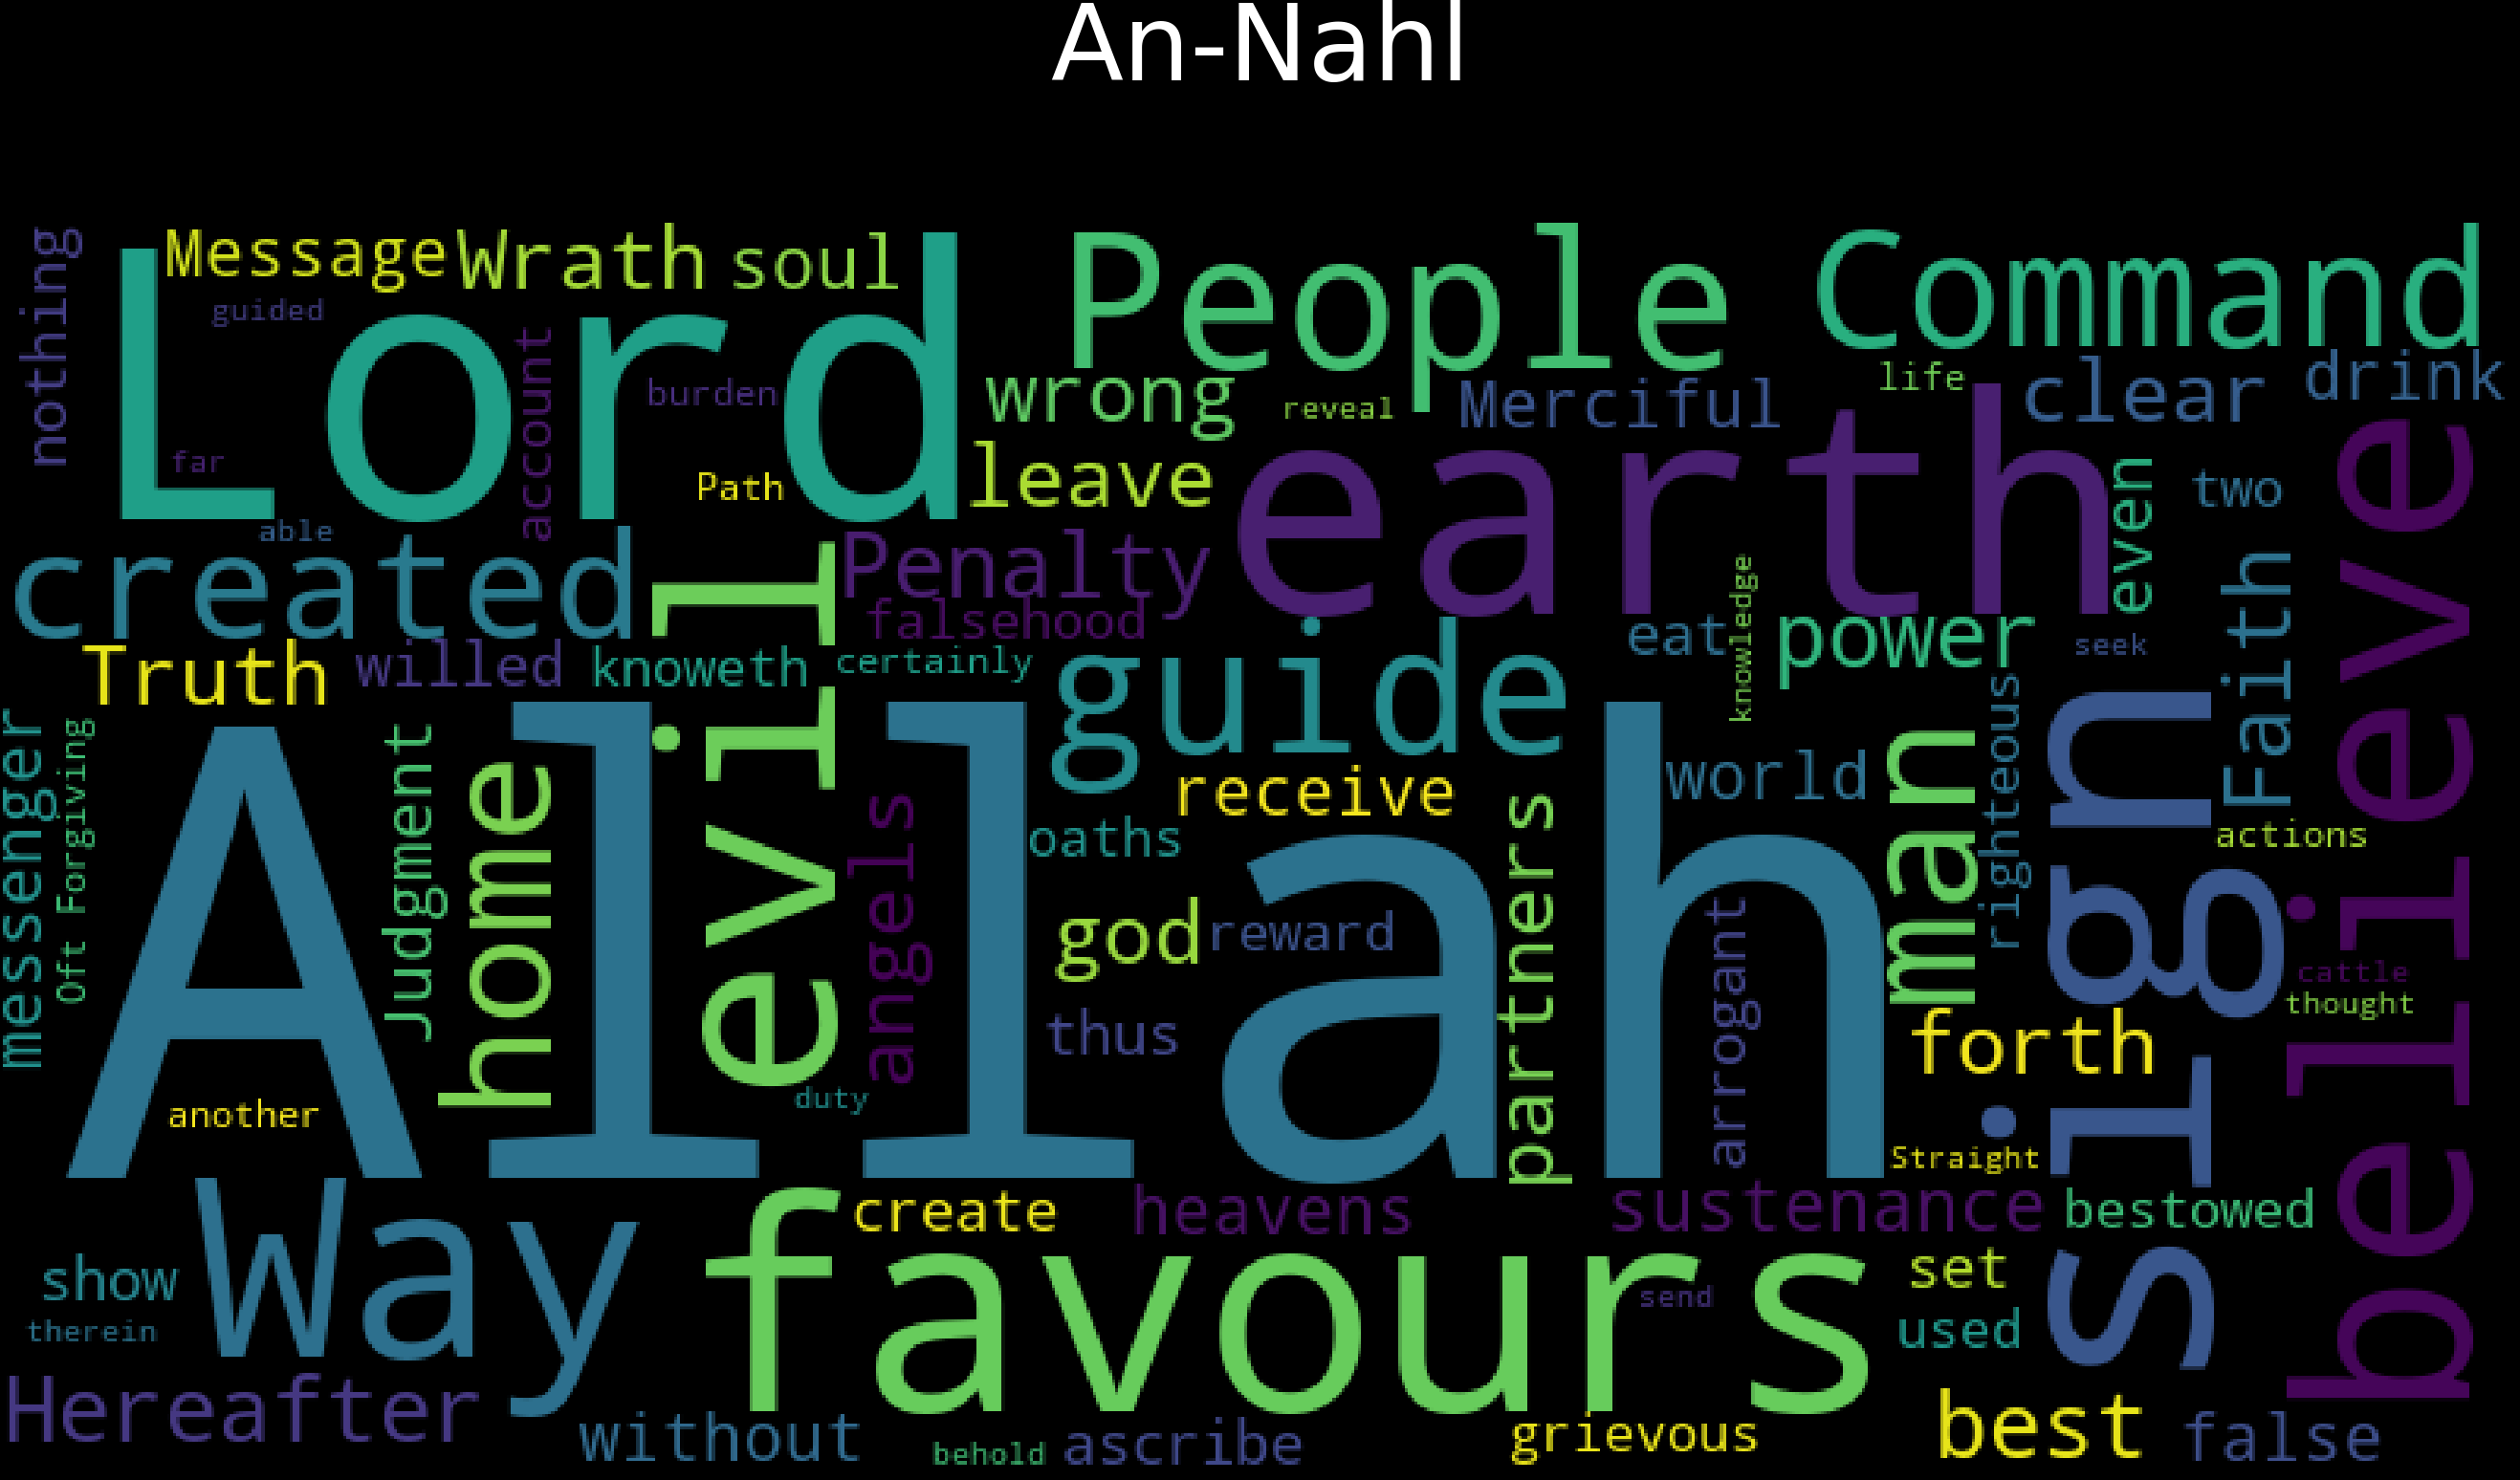 An-Nahl
nothing
Message
Wrath
soul
Lord
People
Command
guided
account
burden
far
Path
able
wrong
reveal
Merciful
life
clear
drink
leave
earth
even
two
believe
created
evil
Penalty
falsehood
Truth
willed
knoweth
certainly
guide
eat
knowledge
power
seek
Faith
messenger
Oft Forgiving
Allah
Judgment
home
angels
receive
oaths
world
man
righteous
sign
actions
god
reward
partners
arrogant
cattle
thought
thus
forth
another
duty
Straight
Way
favours
create
heavens
sustenance
bestowed
show
therein
send
set
used
Hereafter
without
behold
ascribe
grievous
best
false